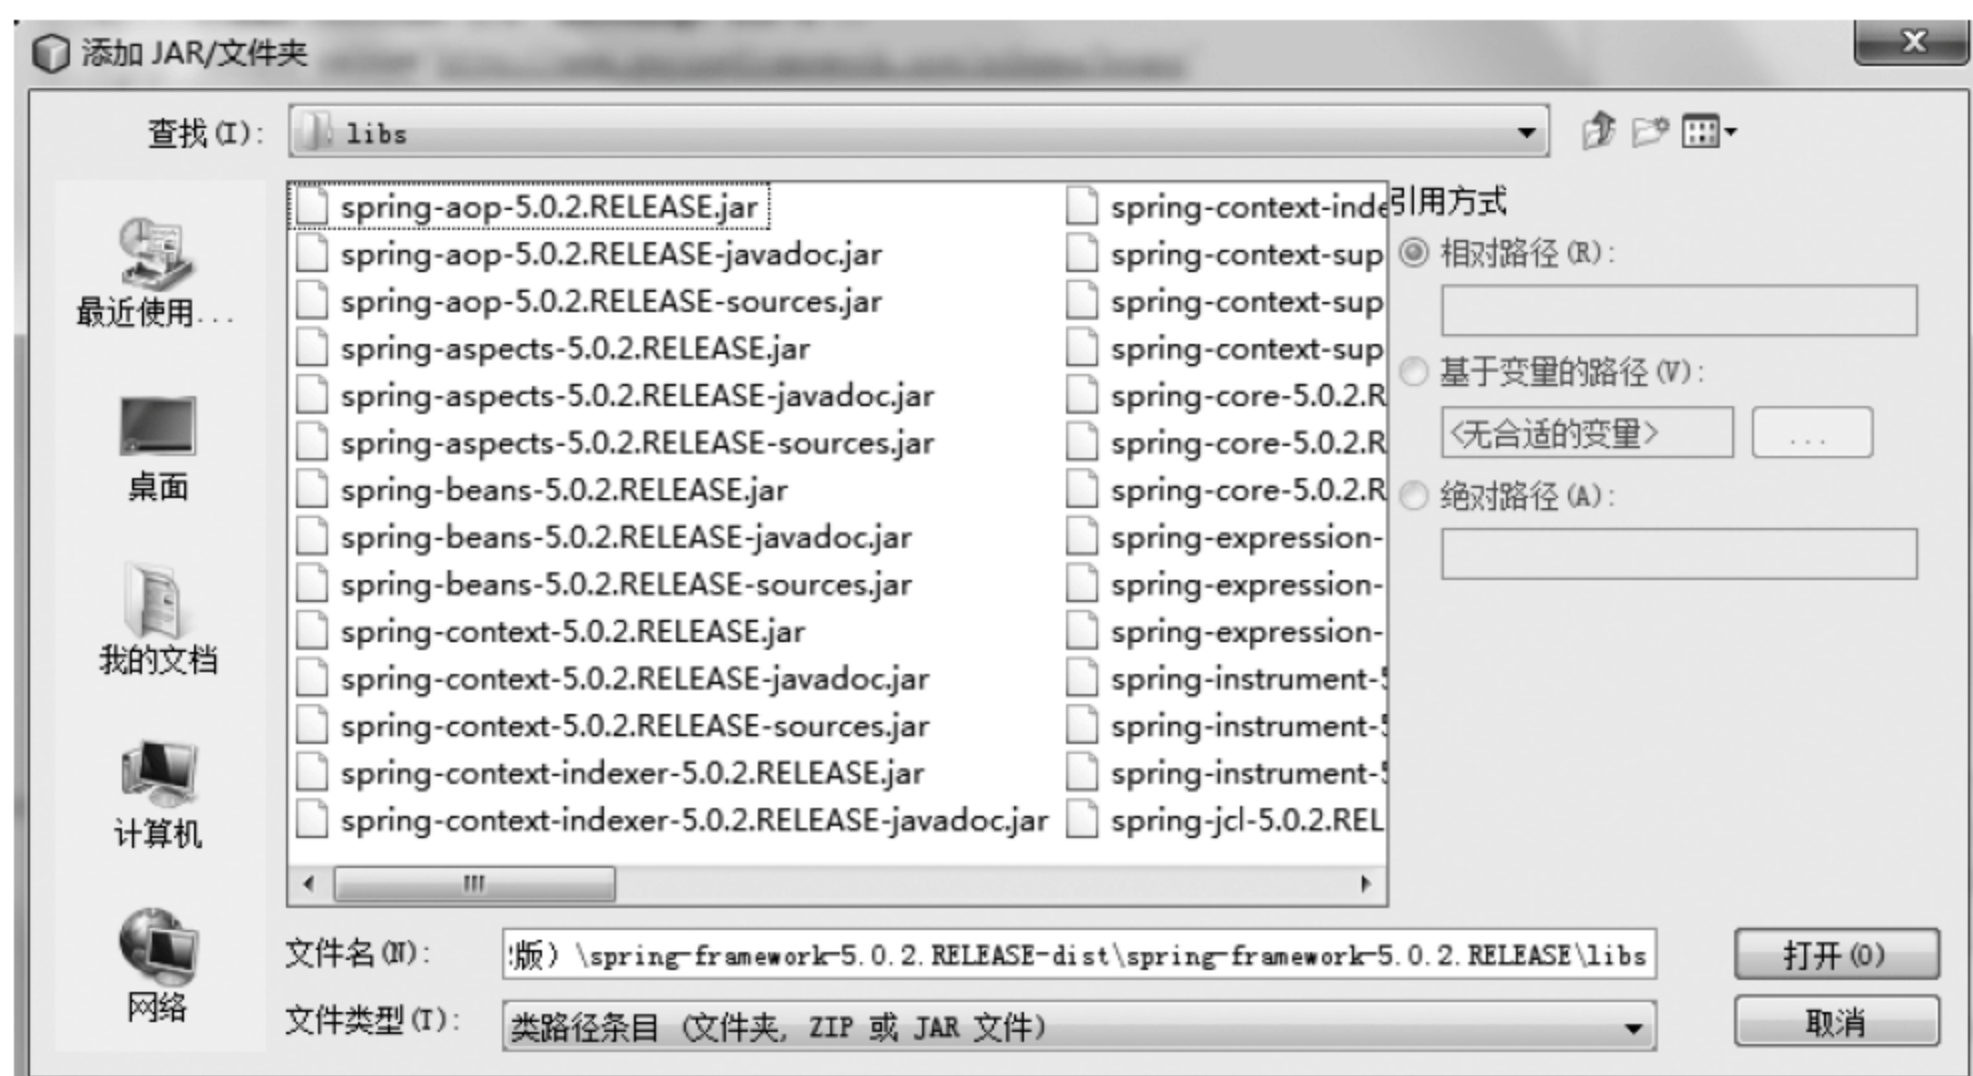 添加 JAR/文件夹
查找(I):
libs
最近使用...
桌面
我的文档
计算机
网络
spring-aop-5.0.2.RELEASE.jar
spring-aop-5.0.2.RELEASE-javadoc.jar
spring-aop-5.0.2.RELEASE-sources.jar
spring-aspects-5.0.2.RELEASE.jar
spring-aspects-5.0.2.RELEASE-javadoc.jar
spring-aspects-5.0.2.RELEASE-sources.jar
spring-beans-5.0.2.RELEASE.jar
spring-beans-5.0.2.RELEASE-javadoc.jar
spring-beans-5.0.2.RELEASE-sources.jar
spring-context-5.0.2.RELEASE.jar
spring-context-5.0.2.RELEASE-javadoc.jar
spring-context-5.0.2.RELEASE-sources.jar
spring-context-indexer-5.0.2.RELEASE.jar
spring-context-indexer-5.0.2.RELEASE-javadoc.jar
spring-context-inde
spring-context-sup
spring-context-sup
spring-context-sup
spring-core-5.0.2.R
spring-core-5.0.2.R
spring-core-5.0.2.R
spring-expression-
spring-expression-
spring-expression-
spring-instrument-5
spring-instrument-5
spring-instrument-5
spring-jcl-5.0.2.REL
引用方式
相对路径(R):
基于变量的路径(V):
<无合适的变量>
...
绝对路径(A):
文件名(N):
版）\spring-framework-5.0.2.RELEASE-dist\spring-framework-5.0.2.RELEASE\libs
打开(O)
文件类型(T):
类路径条目 (文件夹, ZIP 或 JAR 文件)
取消